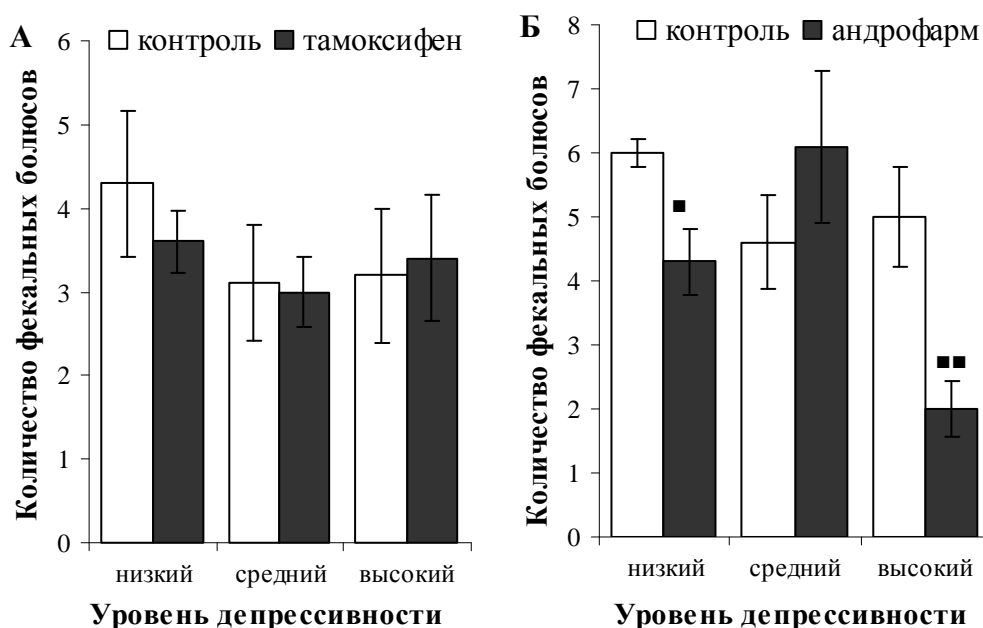 А
контроль тамоксифен
Количество фекальных болюсов
6
5
4
3
2
1
0
низкий средний высокий
Уровень депрессивности
Б
контроль андрофарм
Количество фекальных болюсов
8
7
6
5
4
3
2
1
0
низкий средний высокий
Уровень депрессивности